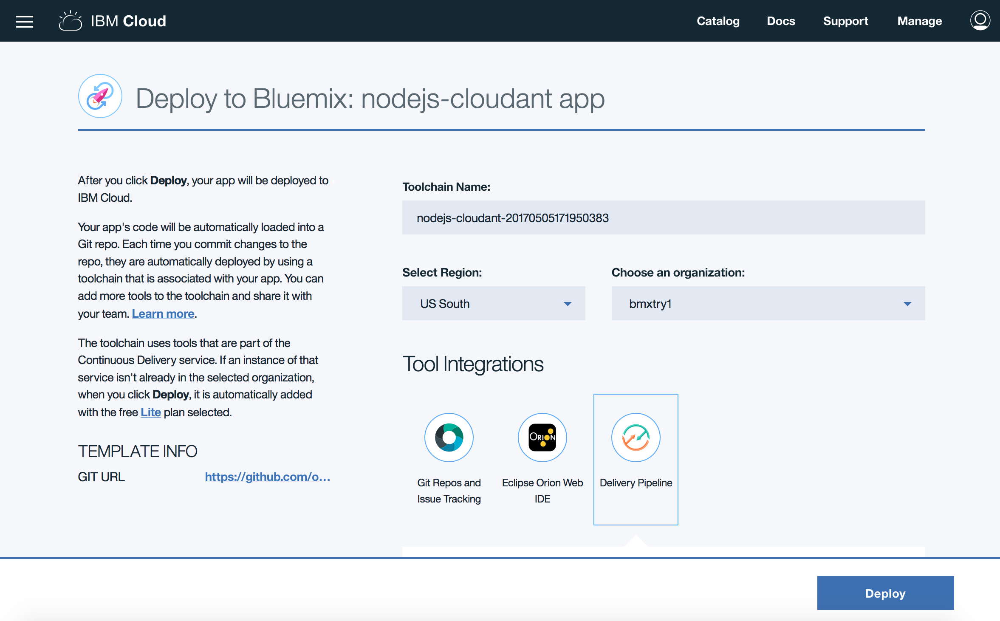 IBM Cloud
Catalog
Docs
Support
Manage
Deploy to Bluemix: nodejs-cloudant app
After you click Deploy, your app will be deployed to
IBM Cloud.
Your app's code will be automatically loaded into a
Git repo. Each time you commit changes to the
repo, they are automatically deployed by using a
toolchain that is associated with your app. You can
add more tools to the toolchain and share it with
your team. Learn more.
The toolchain uses tools that are part of the
Continuous Delivery service. If an instance of that
service isn't already in the selected organization,
when you click Deploy, it is automatically added
with the free Lite plan selected.
TEMPLATE INFO
GIT URL
https://github.com/o...
Toolchain Name:
nodejs-cloudant-20170505171950383
Select Region:
US South
Choose an organization:
bmxtry1
Tool Integrations
Git Repos and
Issue Tracking
ORION
Eclipse Orion Web
IDE
Delivery Pipeline
Deploy